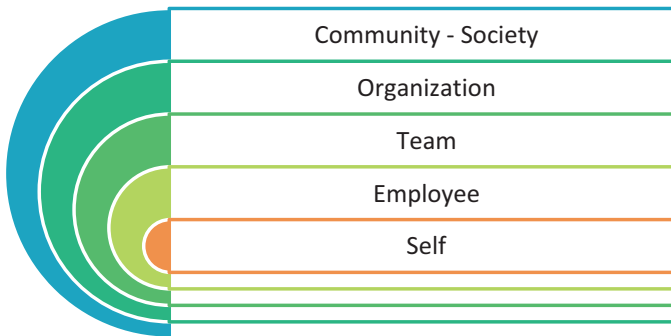 Community - Society
Organization
Team
Employee
Self